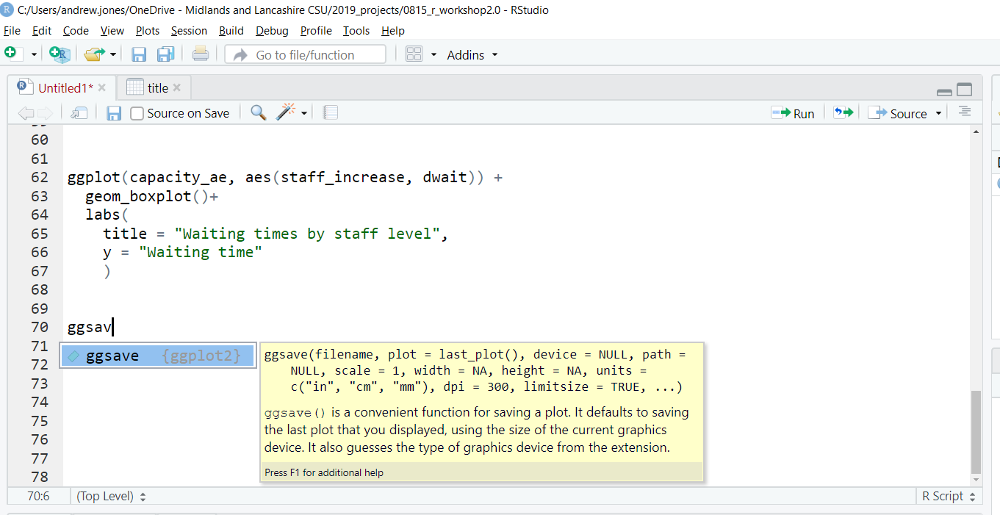 R C:/Users/andrew.jones/OneDrive - Midlands and Lancashire CSU/2019_projects/0815_r_workshop2.0 - RStudio
File Edit Code View Plots Session Build Debug Profile Tools Help
Go to file/function Addins
Untitled1* title
Source on Save Run Source
60
61
62 ggplot(capacity_ae, aes(staff_increase, dwait)) +
63 geom_boxplot()+
64 labs(
65 title = "Waiting times by staff level",
66 y = "Waiting time"
67 )
68
69
70 ggsav
71
72
73
74
75
76
77
78
ggsave {ggplot2}
ggsave(filename, plot = last_plot(), device = NULL, path =
NULL, scale = 1, width = NA, height = NA, units =
c("in", "cm", "mm"), dpi = 300, limitsize = TRUE, ...)
ggsave() is a convenient function for saving a plot. It defaults to saving
the last plot that you displayed, using the size of the current graphics
device. It also guesses the type of graphics device from the extension.
Press F1 for additional help
70:6 (Top Level) R Script